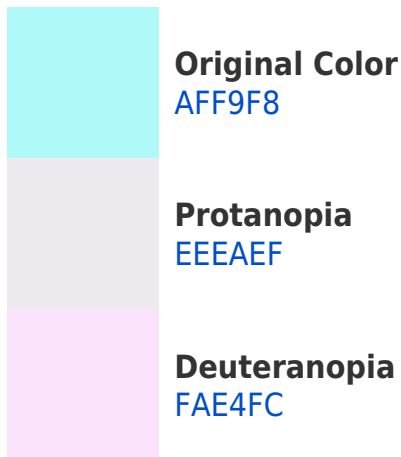 Original Color
AFF9F8
Protanopia
EEEAEF
Deuteranopia
FAE4FC